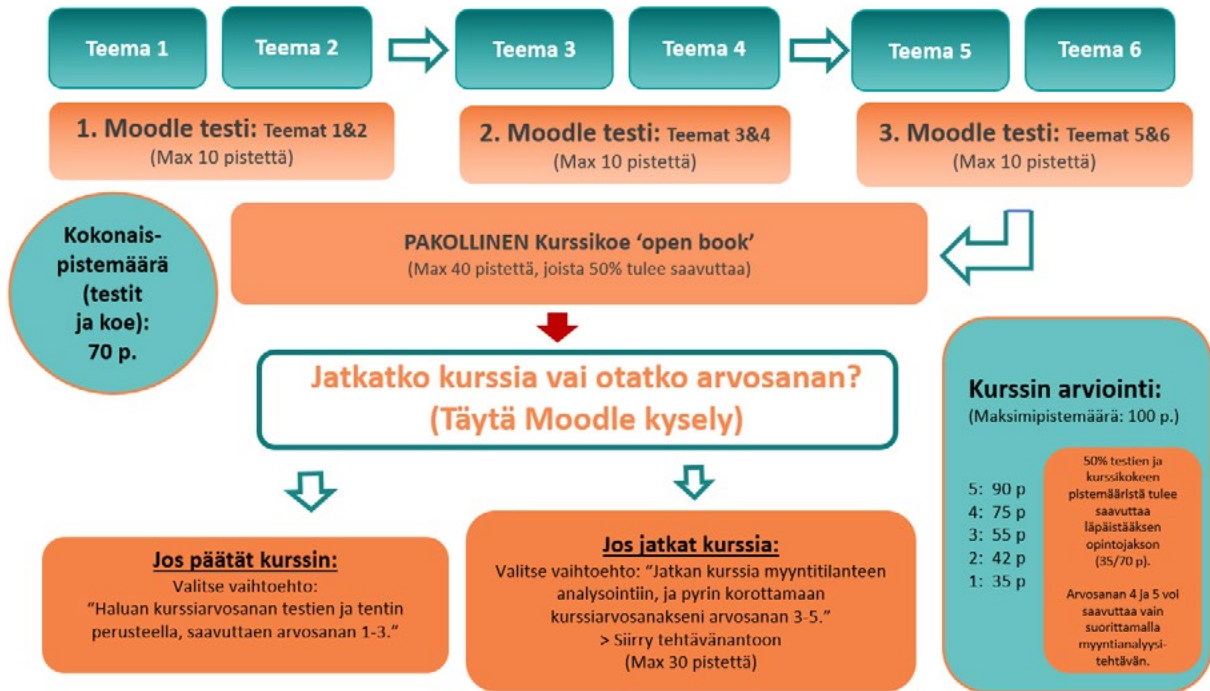 Teema 1
Teema 2
Teema 3
Teema 4
Teema 5
Teema 6
1. Moodle testi: Teemat 1&2
(Max 10 pistettä)
2. Moodle testi: Teemat 3&4
(Max 10 pistettä)
3. Moodle testi: Teemat 5&6
(Max 10 pistettä)
Kokonais-
pistemäärä
(testit
ja koe):
70 p.
PAKOLLINEN Kurssikoe ‘open book’
(Max 40 pistettä, joista 50% tulee saavuttaa)
Jatkatko kurssia vai otatko arvosanan?
(Täytä Moodle kysely)
Jos päätät kurssin:
Valitse vaihtoehto:
“Haluan kurssiarvosanan testien ja tentin
perusteella, saavuttaen arvosanan 1-3.”
Jos jatkat kurssia:
Valitse vaihtoehto: “Jatkan kurssia myyntitilanteen
analysointiin, ja pyrin korottamaan
kurssiarvosanakseni arvosanan 3-5.”
> Siirry tehtävänantoon
(Max 30 pistettä)
Kurssin arviointi:
(Maksimipistemäärä: 100 p.)
5: 90 p
4: 75 p
3: 55 p
2: 42 p
1: 35 p
50% testien ja
kurssikokeen
pistemääristä tulee
saavuttaa
läpäistääksen
opintojakson
(35/70 p).
Arvosanan 4 ja 5 voi
saavuttaa vain
suorittamalla
myyntianalyysi-
tehtävän.